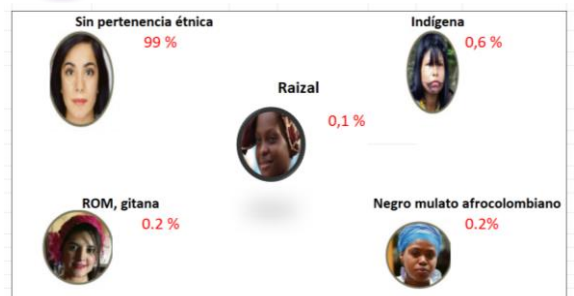 Sin pertenencia étnica
99 %
Indígena
0,6 %
Raizal
0,1 %
ROM, gitana
0.2 %
Negro mulato afrocolombiano
0.2%